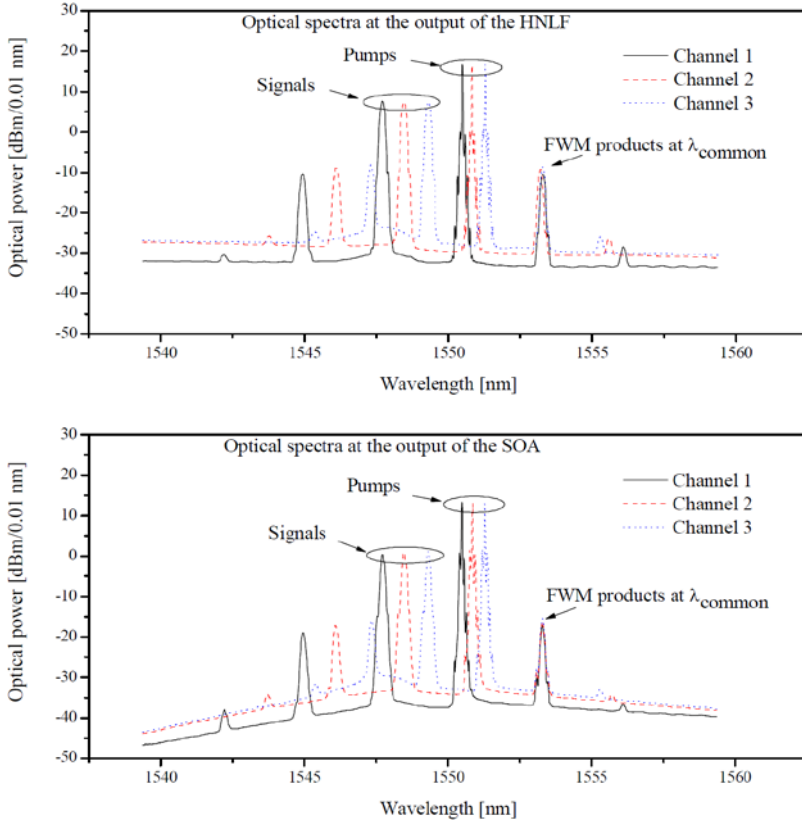 Optical spectra at the output of the HNLF
Pumps
Signals
Channel 1
Channel 2
Channel 3
FWM products at λcommon
30
20
10
0
-10
-20
-30
-40
-50
Optical power [dBm/0.01 nm]
1540 1545 1550 1555 1560
Wavelength [nm]
Optical spectra at the output of the SOA
Pumps
Signals
Channel 1
Channel 2
Channel 3
FWM products at λcommon
30
20
10
0
-10
-20
-30
-40
-50
Optical power [dBm/0.01 nm]
1540 1545 1550 1555 1560
Wavelength [nm]